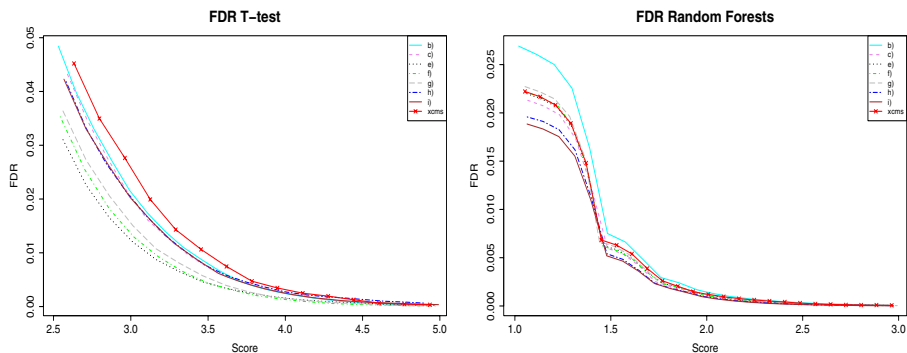 FDR T−test
FDR
0.00
0.01
0.02
0.03
0.04
0.05
2.5 3.0 3.5 4.0 4.5 5.0
Score
b)
c)
e)
f)
g)
h)
i)
xcms
FDR Random Forests
FDR
0.000
0.005
0.010
0.015
0.020
0.025
1.0 1.5 2.0 2.5 3.0
Score
b)
c)
e)
f)
g)
h)
i)
xcms